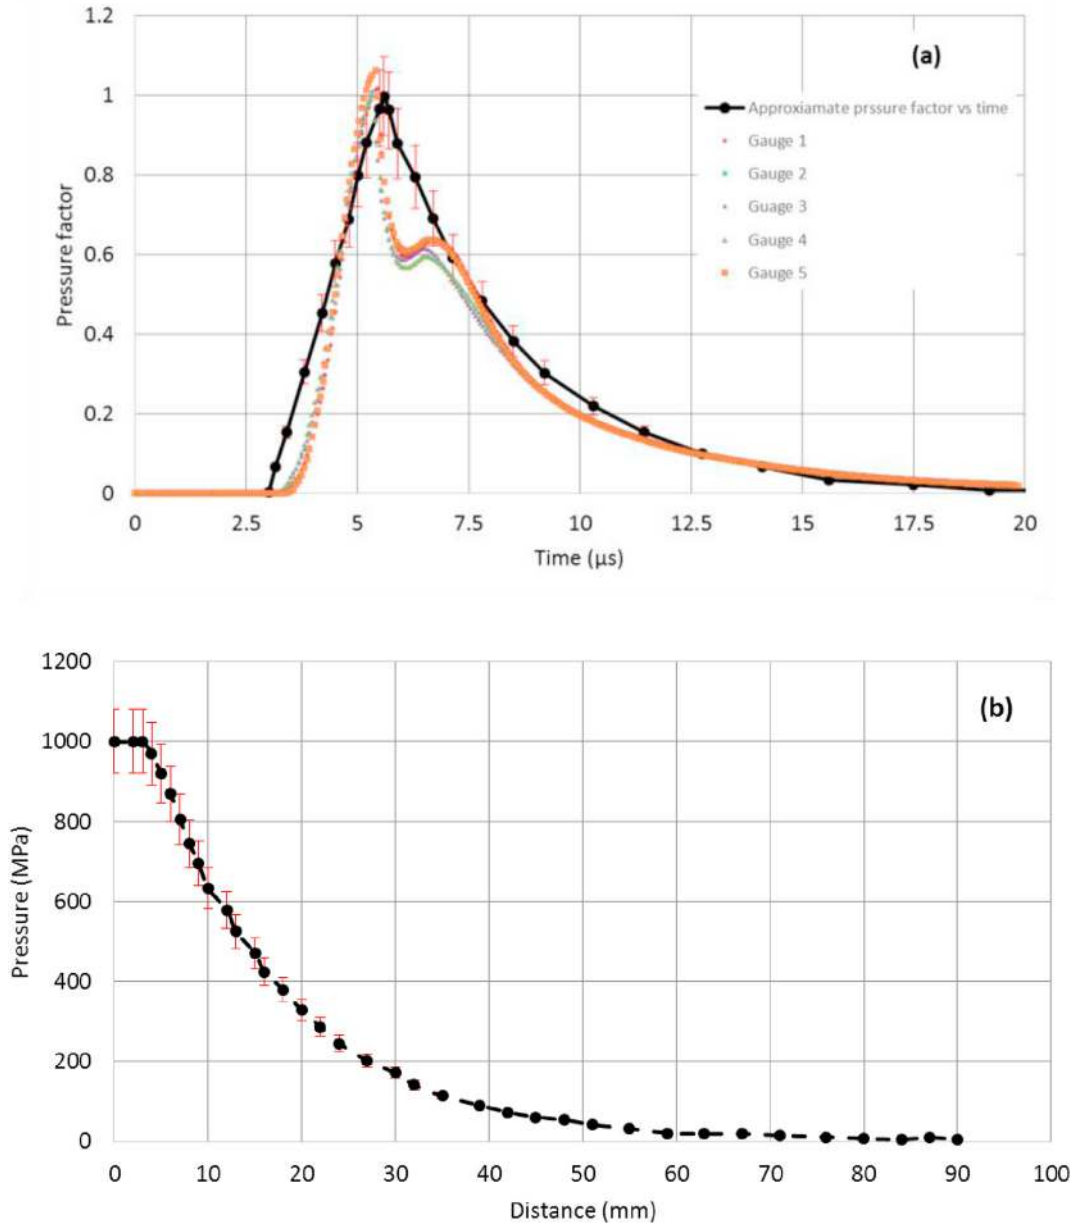 1.2
(a)
1
Approxiamate prssure factor vs time
Gauge 1
0.8
Gauge 2
Guage 3
0.6
Gauge 4
Gauge 5
Pressure factor
0.4
0.2
0
0 2.5 5 7.5 10 12.5 15 17.5 20
Time (µs)
1200
(b)
1000
800
Pressure (MPa)
600
400
200
0
0 10 20 30 40 50 60 70 80 90 100
Distance (mm)